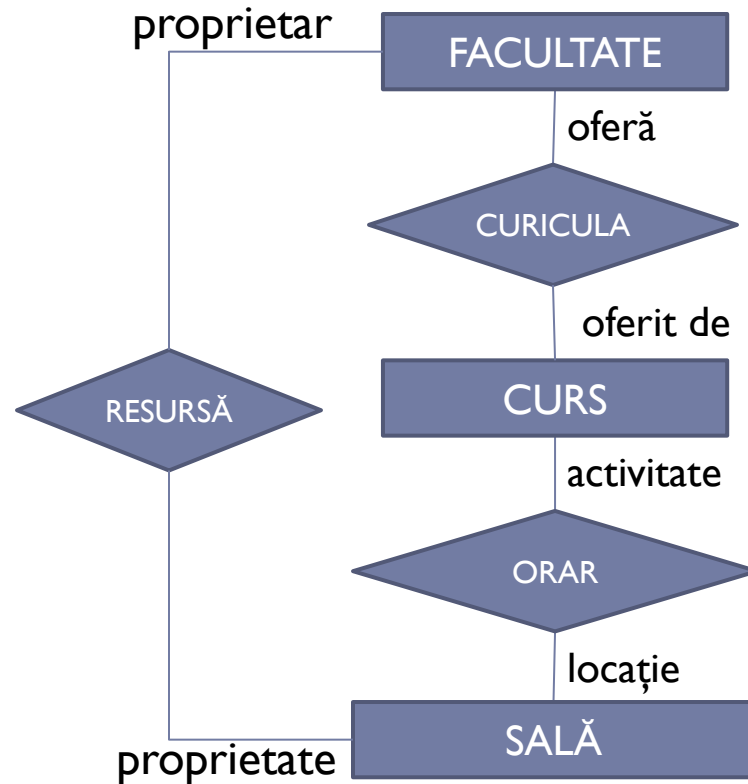 proprietar
FACULTATE
oferă
CURICULA
oferit de
RESURSĂ
CURS
activitate
ORAR
locație
SALĂ
proprietate